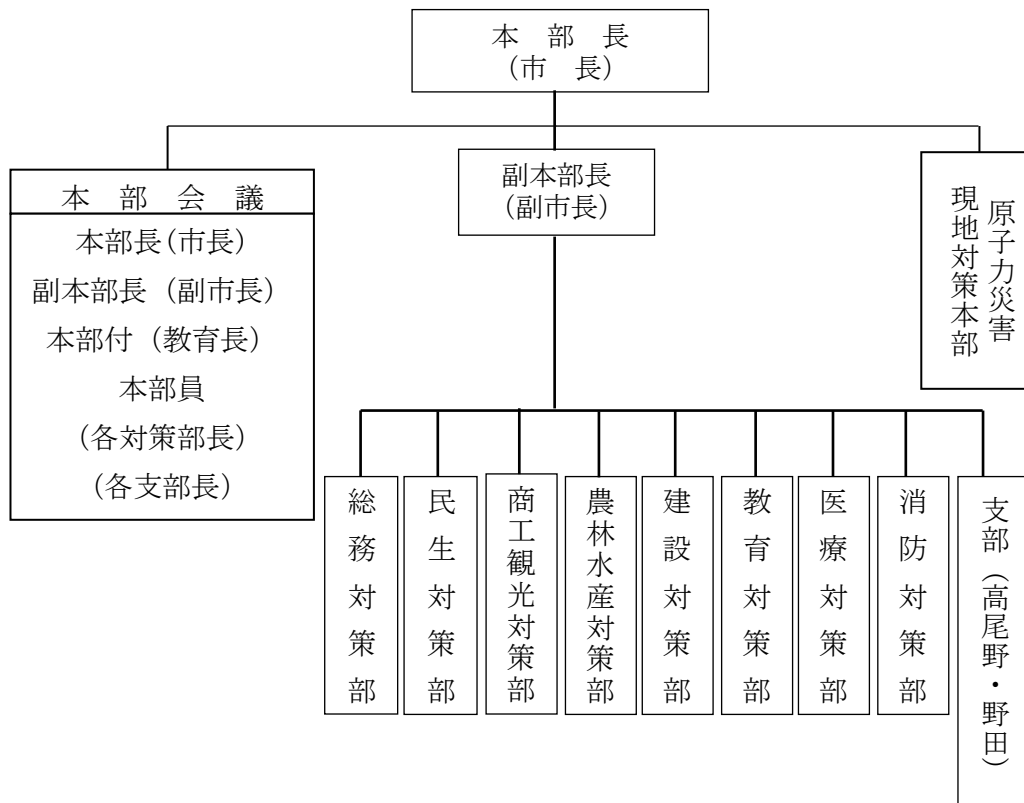 本 部 長
(市 長)
副本部長
(副市長)
原子力災害
現地対策本部
本 部 会 議
本部長(市長)
副本部長 (副市長)
本部付 (教育長)
本部員
(各対策部長)
(各支部長)
総務対策部
民生対策部
商工観光対策部
農林水産対策部
建設対策部
教育対策部
医療対策部
消防対策部
支部 (高尾野・野田)